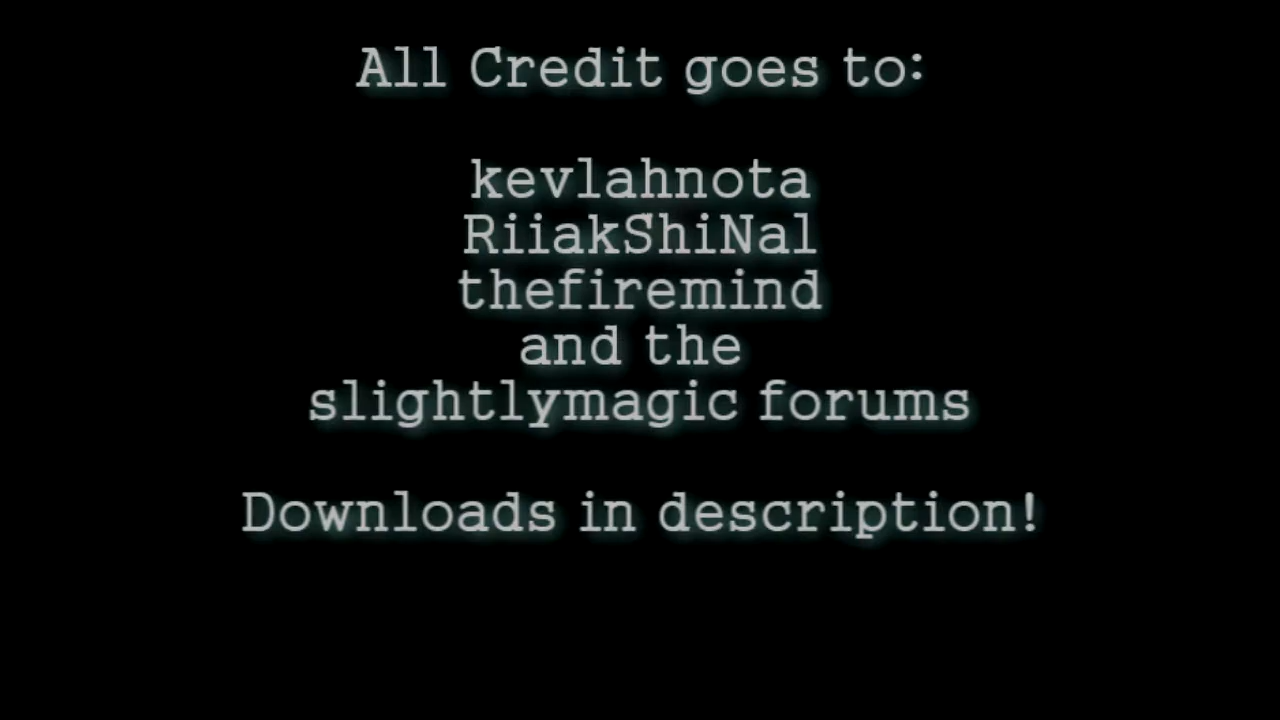 All Credit goes to:
kevlahnota
RiiakShiNal
thefiremind
and the
slightlymagic forums
Downloads in description!